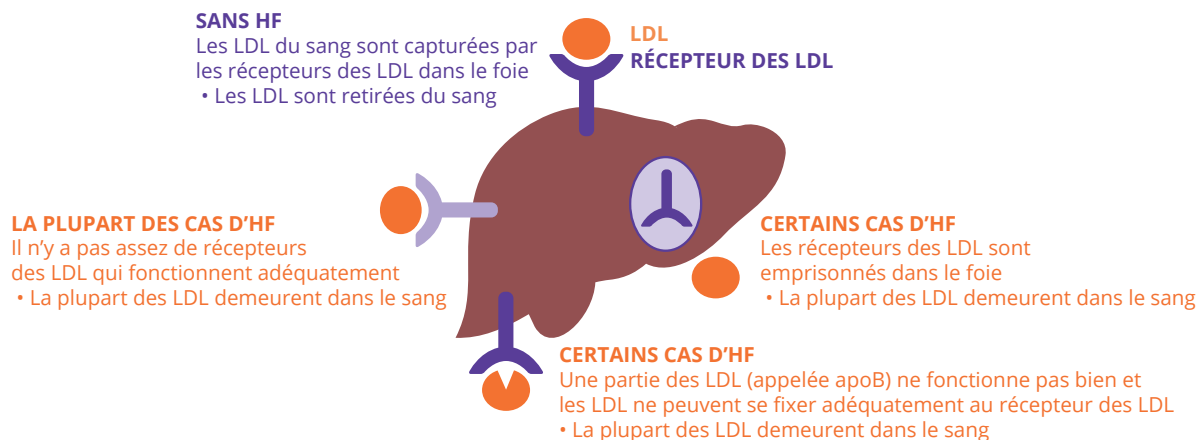 SANS HF
Les LDL du sang sont capturées par
les récepteurs des LDL dans le foie
• Les LDL sont retirées du sang
LDL
RÉCEPTEUR DES LDL
LA PLUPART DES CAS D’HF
Il n’y a pas assez de récepteurs
des LDL qui fonctionnent adéquatement
• La plupart des LDL demeurent dans le sang
CERTAINS CAS D’HF
Les récepteurs des LDL sont
emprisonnés dans le foie
• La plupart des LDL demeurent dans le sang
CERTAINS CAS D’HF
Une partie des LDL (appelée apoB) ne fonctionne pas bien et
les LDL ne peuvent se fixer adéquatement au récepteur des LDL
• La plupart des LDL demeurent dans le sang